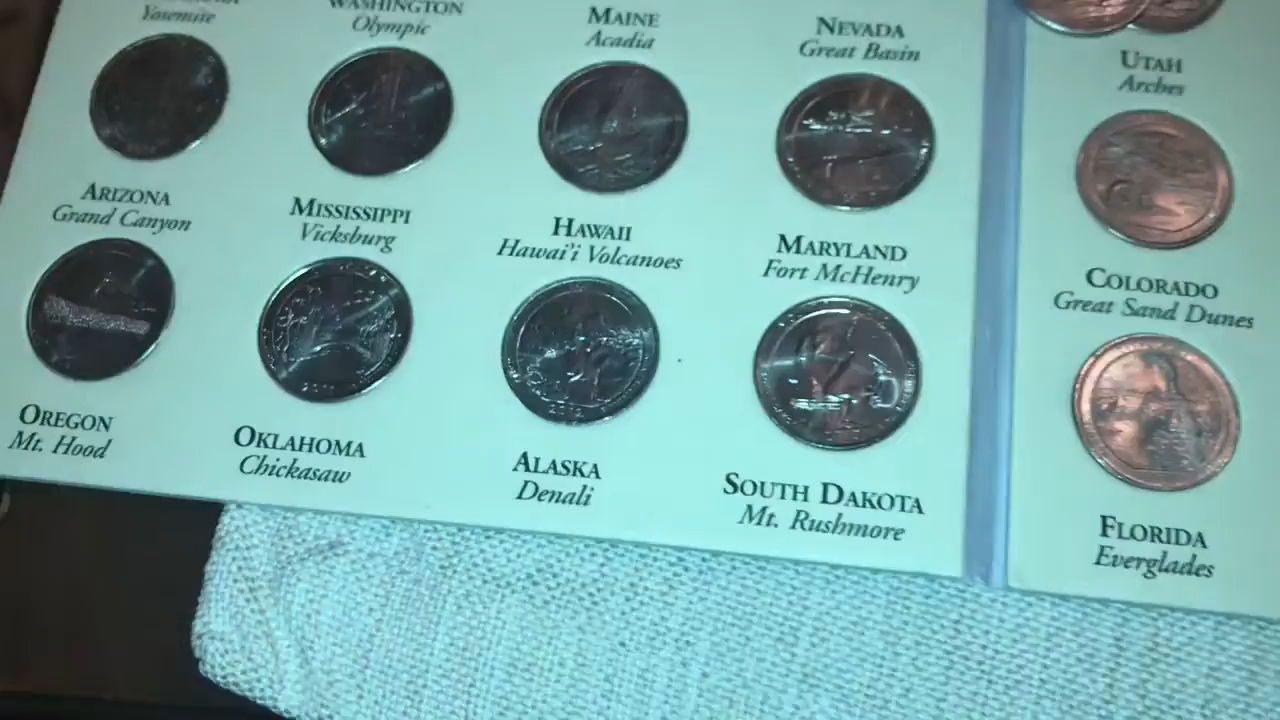 Yosemite
WASHINGTON
Olympic
MAINE
Acadia
NEVADA
Great Basin
UTAH
Arches
ARIZONA
Grand Canyon
MISSISSIPPI
Vicksburg
HAWAII
Hawai'i Volcanoes
MARYLAND
Fort McHenry
COLORADO
Great Sand Dunes
2011
2012
OREGON
Mt. Hood
OKLAHOMA
Chickasaw
ALASKA
Denali
SOUTH DAKOTA
Mt. Rushmore
FLORIDA
Everglades